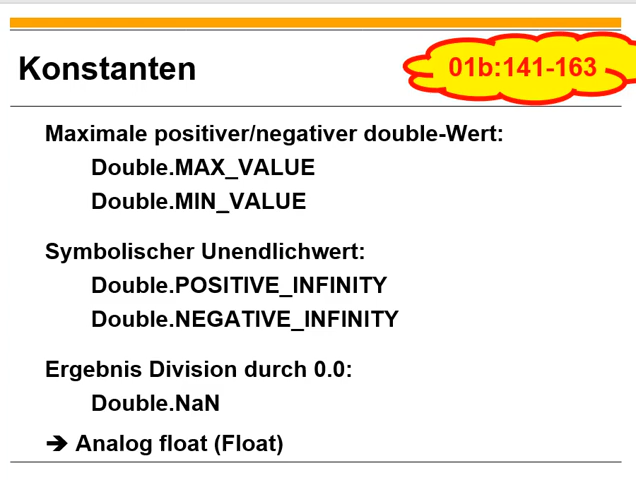 Konstanten
01b:141-163
Maximale positiver/negativer double-Wert:
Double.MAX_VALUE
Double.MIN_VALUE
Symbolischer Unendlichwert:
Double.POSITIVE_INFINITY
Double.NEGATIVE_INFINITY
Ergebnis Division durch 0.0:
Double.NaN
➔ Analog float (Float)